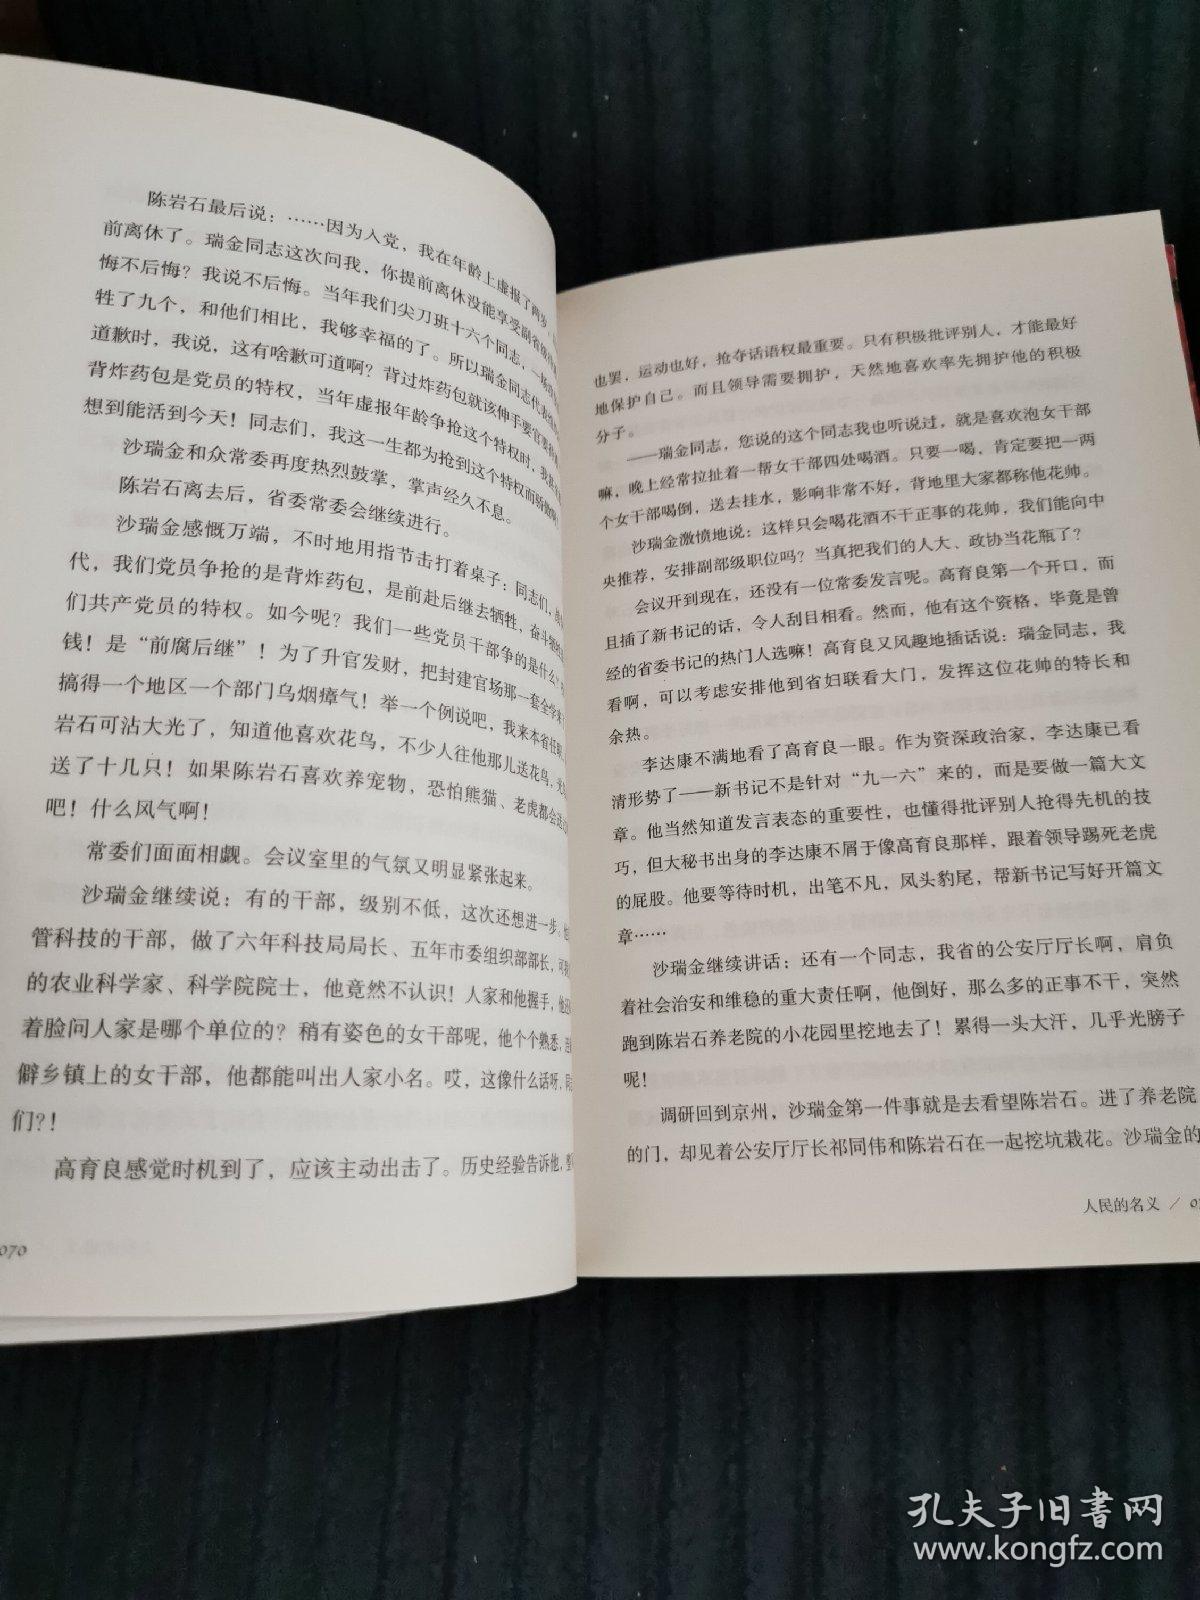 陈岩石最后说：……因为入党，我在年龄上虚报了两岁，
前离休了。瑞金同志这次问我，你提前离休没能享受副省级待
悔不后悔？我说不后悔。当年我们尖刀班十六个同志，一场
牲了九个，和他们相比，我够幸福的了。所以瑞金同志代表
道歉时，我说，这有啥歉可道啊？背过炸药包就该伸手要官要
背炸药包是党员的特权，当年虚报年龄争抢这个特权时，我
想到能活到今天！同志们，我这一生都为抢到这个特权而骄傲
沙瑞金和众常委再度热烈鼓掌，掌声经久不息。
陈岩石离去后，省委常委会继续进行。
沙瑞金感慨万端，不时地用指节击打着桌子：同志们，
代，我们党员争抢的是背炸药包，是前赴后继去牺牲，奋斗牺牲
们共产党员的特权。如今呢？我们一些党员干部争的是什么？
钱！是“前腐后继”！为了升官发财，把封建官场那一套全学来
搞得一个地区一个部门乌烟瘴气！举一个例说吧，我来本省任职，
岩石可沾大光了，知道他喜欢花鸟，不少人往他那儿送花鸟，光
送了十几只！如果陈岩石喜欢养宠物，恐怕熊猫、老虎都会送
吧！什么风气啊！
常委们面面相觑。会议室里的气氛又明显紧张起来。
沙瑞金继续说：有的干部，级别不低，这次还想进一步。他
管科技的干部，做了六年科技局局长、五年市委组织部部长，可
的农业科学家、科学院院士，他竟然不认识！人家和他握手，他还
着脸问人家是哪个单位的？稍有姿色的女干部呢，他个个熟悉，连
僻乡镇上的女干部，他都能叫出人家小名。哎，这像什么话呀，同
们？！
高育良感觉时机到了，应该主动出击了。历史经验告诉他，整
070
也罢，运动也好，抢夺话语权最重要。只有积极批评别人，才能最好
地保护自己。而且领导需要拥护，天然地喜欢率先拥护他的积极
分子。
——瑞金同志，您说的这个同志我也听说过，就是喜欢泡女干部
嘛，晚上经常拉扯着一帮女干部四处喝酒。只要一喝，肯定要把一两
个女干部喝倒，送去挂水，影响非常不好，背地里大家都称他花帅。
沙瑞金激愤地说：这样只会喝花酒不干正事的花帅，我们能向中
央推荐，安排副部级职位吗？当真把我们的人大、政协当花瓶了？
会议开到现在，还没有一位常委发言呢。高育良第一个开口，而
且插了新书记的话，令人刮目相看。然而，他有这个资格，毕竟是曾
经的省委书记的热门人选嘛！高育良又风趣地插话说：瑞金同志，我
看啊，可以考虑安排他到省妇联看大门，发挥这位花帅的特长和
余热。
李达康不满地看了高育良一眼。作为资深政治家，李达康已看
清形势了——新书记不是针对“九一六”来的，而是要做一篇大文
章。他当然知道发言表态的重要性，也懂得批评别人抢得先机的技
巧，但大秘书出身的李达康不屑于像高育良那样，跟着领导踢死老虎
的屁股。他要等待时机，出笔不凡，凤头豹尾，帮新书记写好开篇文
章……
沙瑞金继续讲话：还有一个同志，我省的公安厅厅长啊，肩负
着社会治安和维稳的重大责任啊，他倒好，那么多的正事不干，突然
跑到陈岩石养老院的小花园里挖地去了！累得一头大汗，几乎光膀子
呢！
调研回到京州，沙瑞金第一件事就是去看望陈岩石。进了养老院
的门，却见着公安厅厅长祁同伟和陈岩石在一起挖坑栽花。沙瑞金的
人民的名义 / 07
孔夫子旧书网
www.kongfz.com